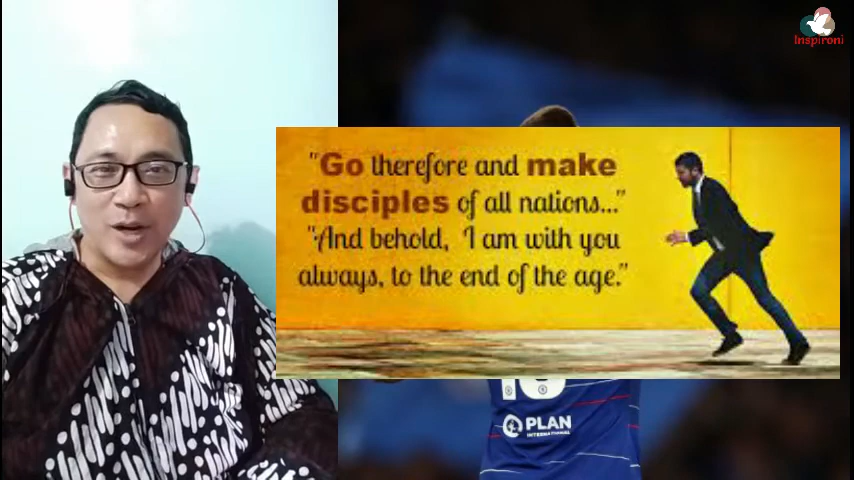 Inspironi
"Go therefore and make
disciples of all nations..."
"And behold, I am with you
always, to the end of the age."
PLAN
INTERNATIONAL